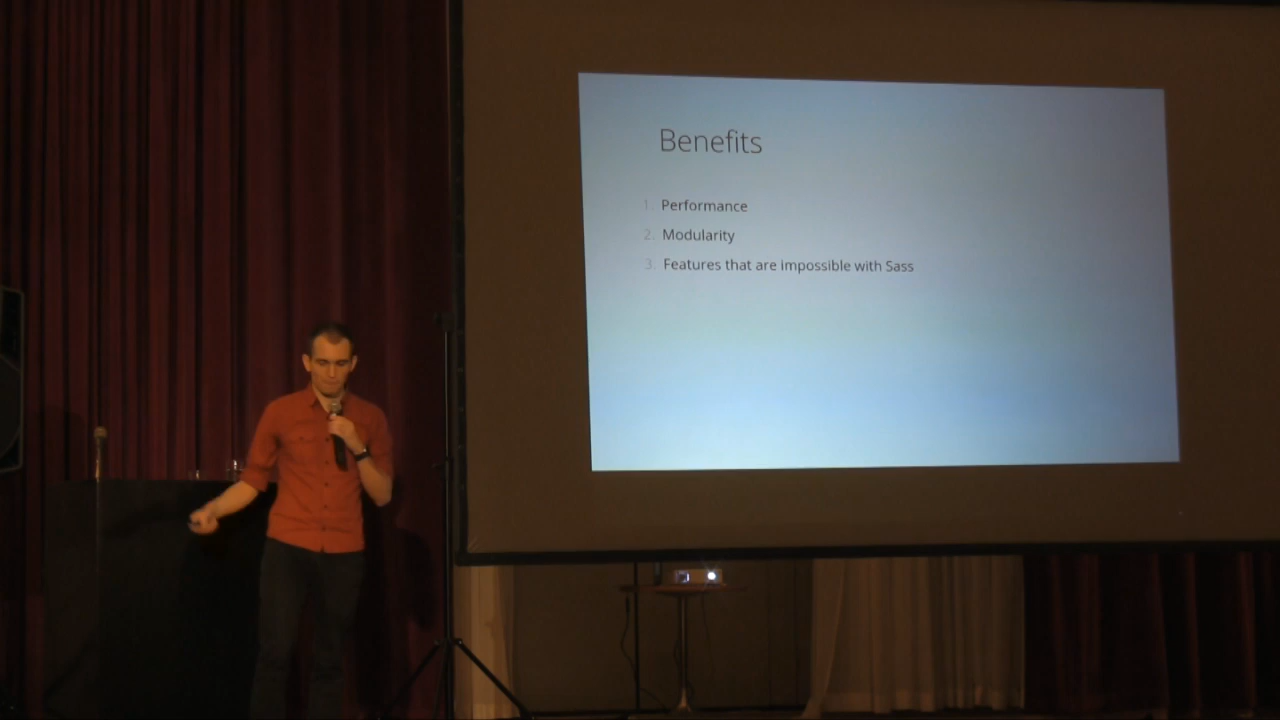 Benefits
1. Performance
2. Modularity
3. Features that are impossible with Sass